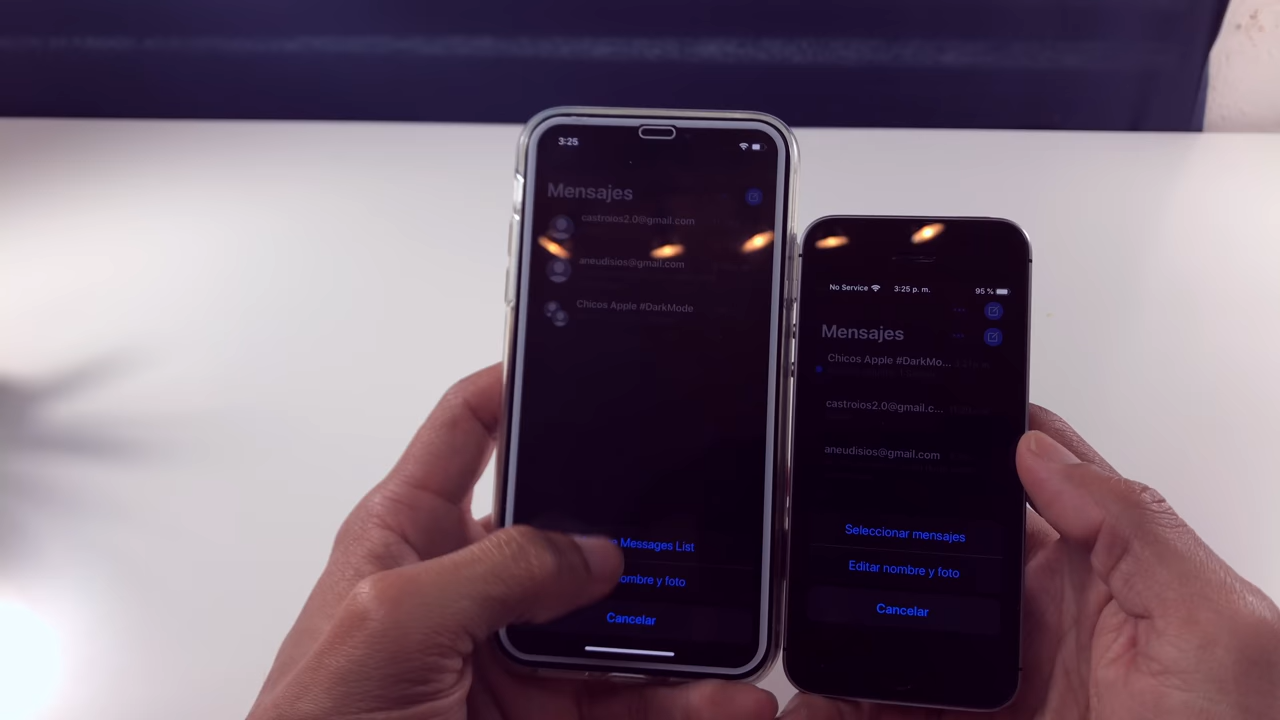 3:25
Mensajes
castroios2.0@gmail.com
aneudisios@gmail.com
Chicos Apple #DarkMode
Messages List
nombre y foto
Cancelar
No Service 3:25 p. m. 95 %
Mensajes
Chicos Apple #DarkMo...
castroios2.0@gmail.c...
aneudisios@gmail.com
Seleccionar mensajes
Editar nombre y foto
Cancelar